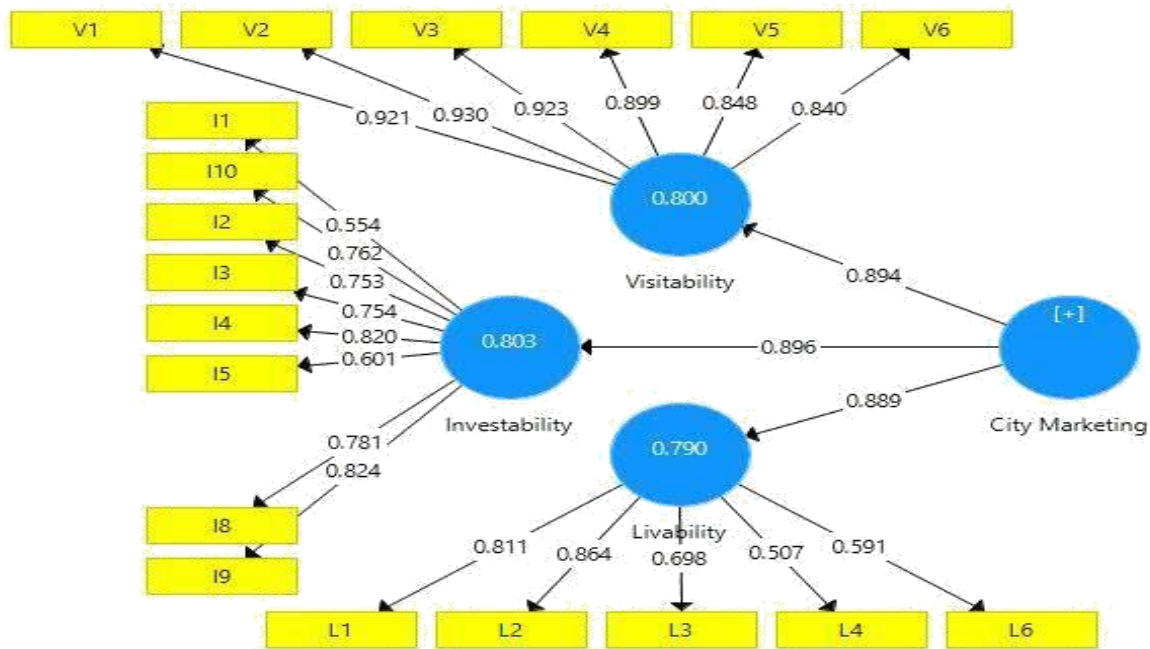 V1 V2 V3 V4 V5 V6
0.921 0.930 0.923 0.899 0.848 0.840
I1
I10
I2
I3
I4
I5
0.554
0.762
0.753
0.754
0.820
0.601
0.800
Visitability
0.894
[+]
0.803
0.896
Investability
City Marketing
0.889
0.790
Livability
0.781
0.824
I8
I9
0.811 0.864 0.698 0.507 0.591
L1 L2 L3 L4 L6